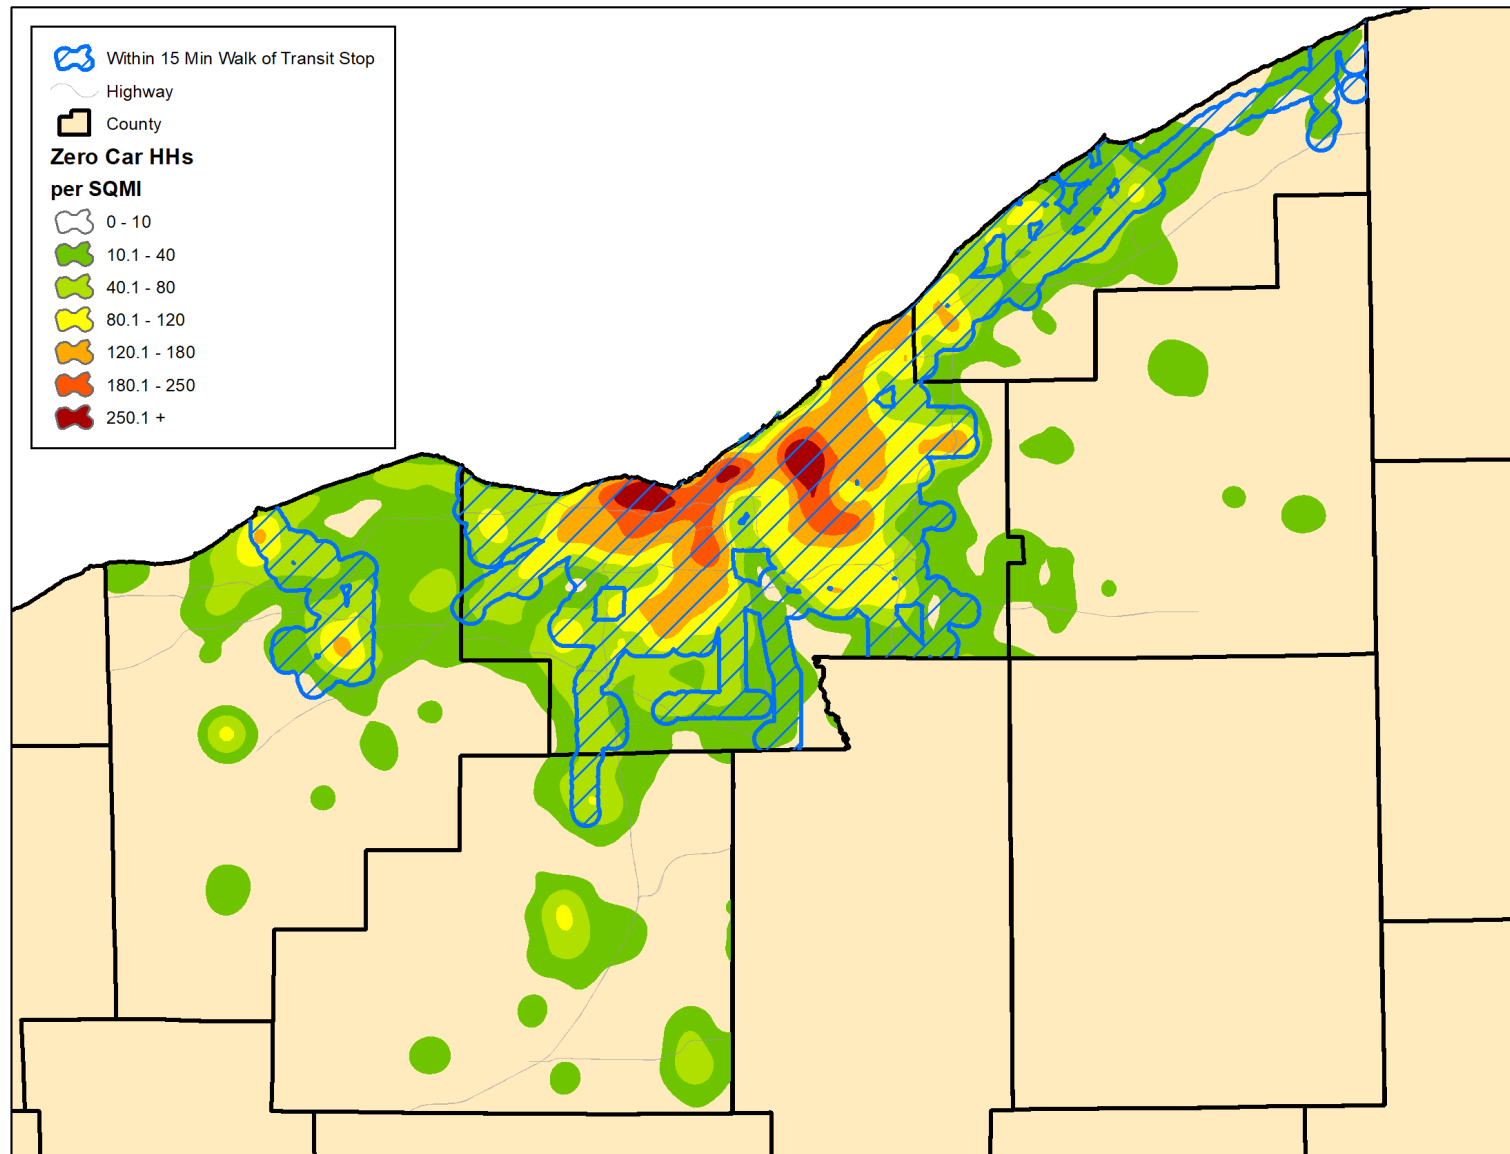 Within 15 Min Walk of Transit Stop
Highway
County
Zero Car HHs
per SQMI
0 - 10
10.1 - 40
40.1 - 80
80.1 - 120
120.1 - 180
180.1 - 250
250.1 +